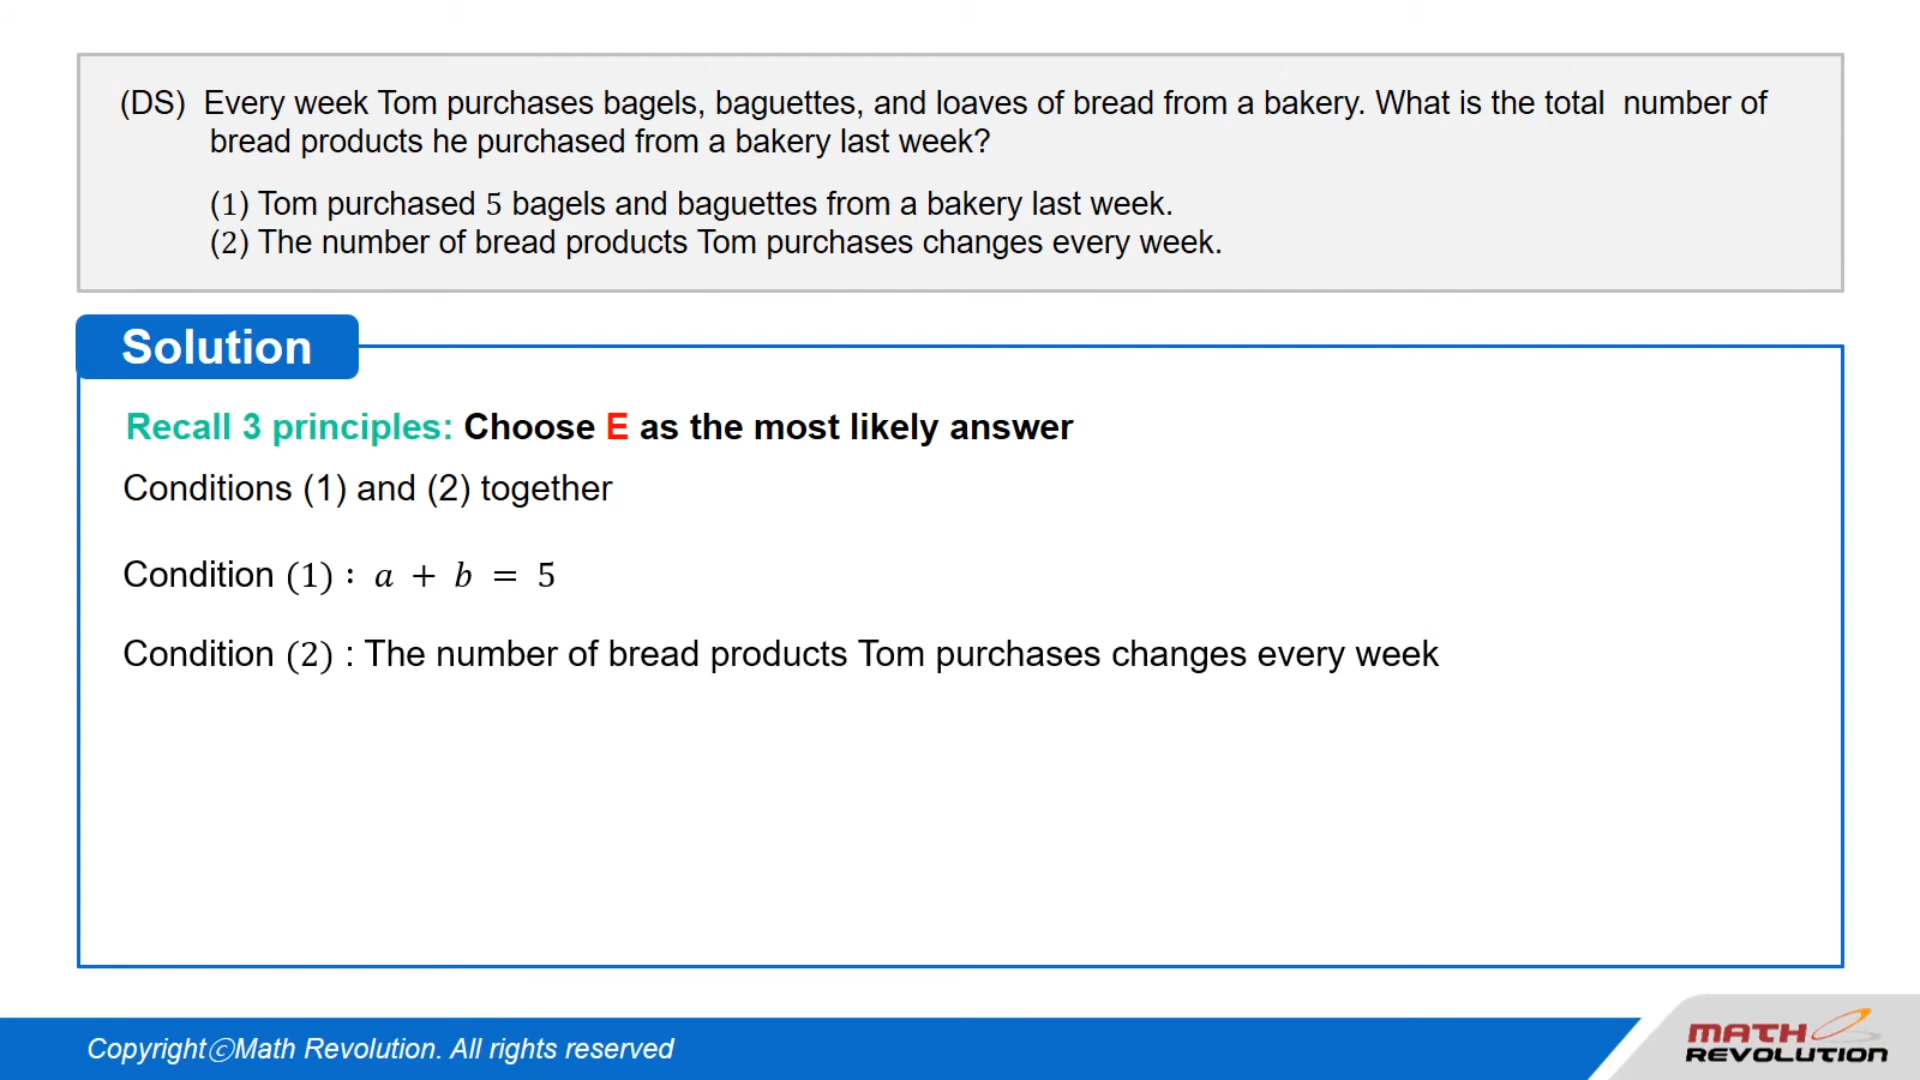 (DS) Every week Tom purchases bagels, baguettes, and loaves of bread from a bakery. What is the total number of
bread products he purchased from a bakery last week?
(1) Tom purchased 5 bagels and baguettes from a bakery last week.
(2) The number of bread products Tom purchases changes every week.
Solution
Recall 3 principles: Choose E as the most likely answer
Conditions (1) and (2) together
Condition (1) : a + b = 5
Condition (2) : The number of bread products Tom purchases changes every week
CopyrightⓒMath Revolution. All rights reserved
MATH
REVOLUTION